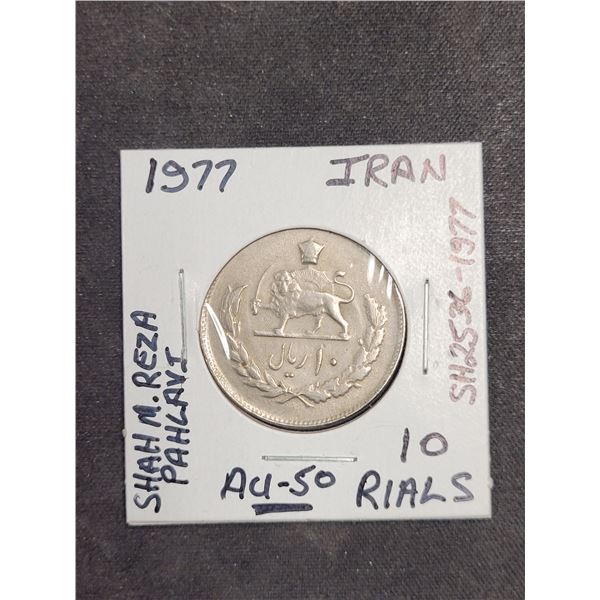 1977 IRAN
۱۰ ریال
SH2536-1977
SHAH M. REZA
PAHLAVI
AU-50
10
RIALS